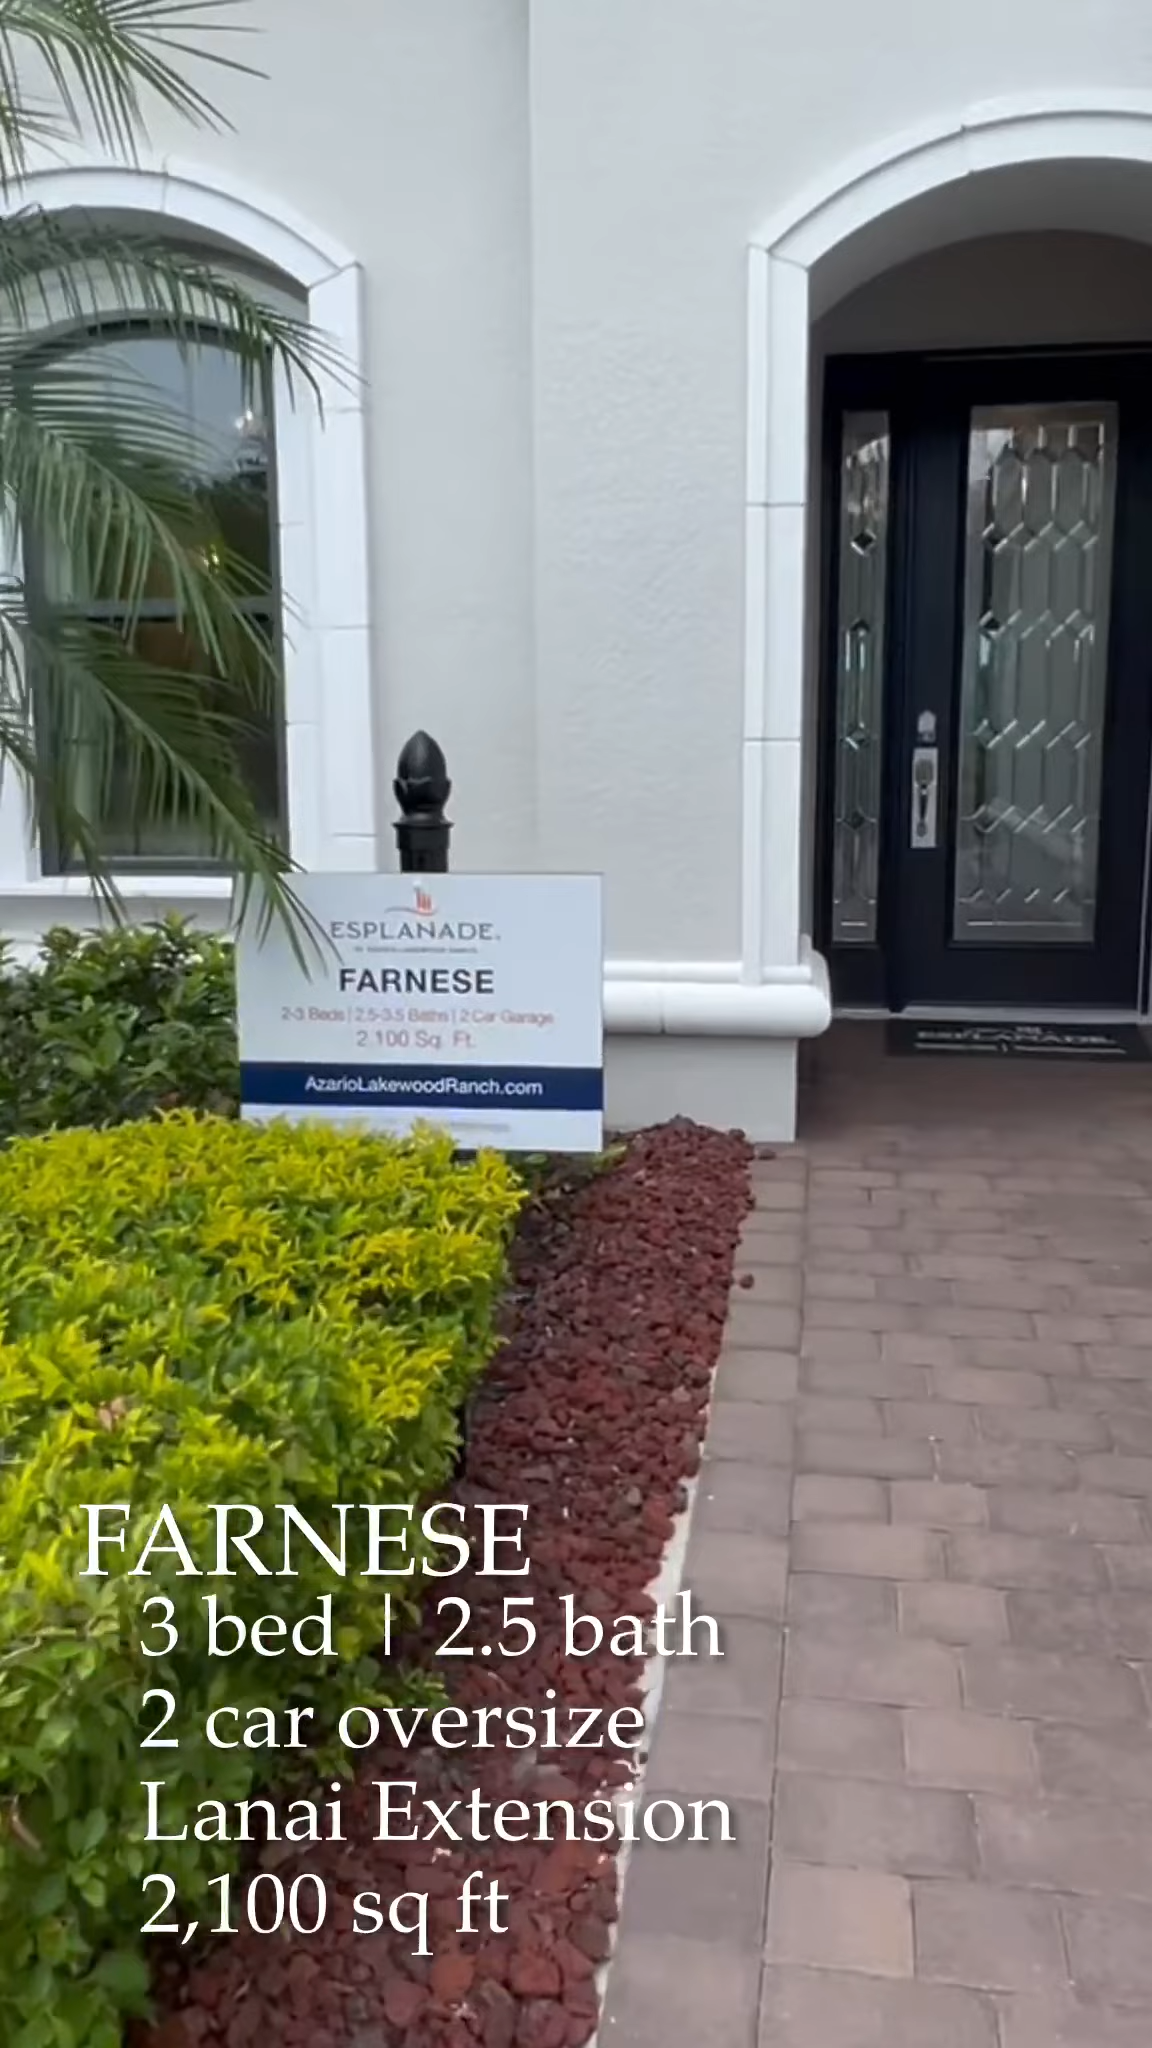 ESPLANADE
FARNESE
2-3 Beds | 2.5-3.5 Baths | 2 Car Garage
2,100 Sq. Ft.
AzarioLakewoodRanch.com
ESPLANADE
FARNESE
3 bed | 2.5 bath
2 car oversize
Lanai Extension
2,100 sq ft